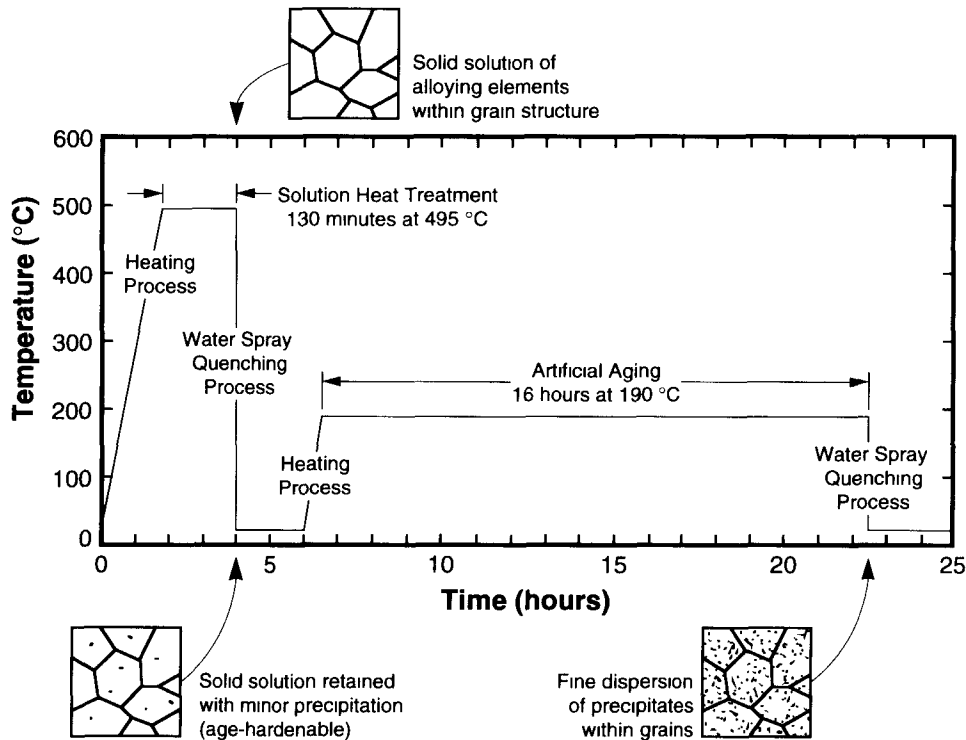 Solid solution of
alloying elements
within grain structure
600
500
400
300
200
100
0
Temperature (°C)
Solution Heat Treatment
130 minutes at 495 °C
Heating
Process
Water Spray
Quenching
Process
Artificial Aging
16 hours at 190 °C
Heating
Process
Water Spray
Quenching
Process
0 5 10 15 20 25
Time (hours)
Solid solution retained
with minor precipitation
(age-hardenable)
Fine dispersion
of precipitates
within grains